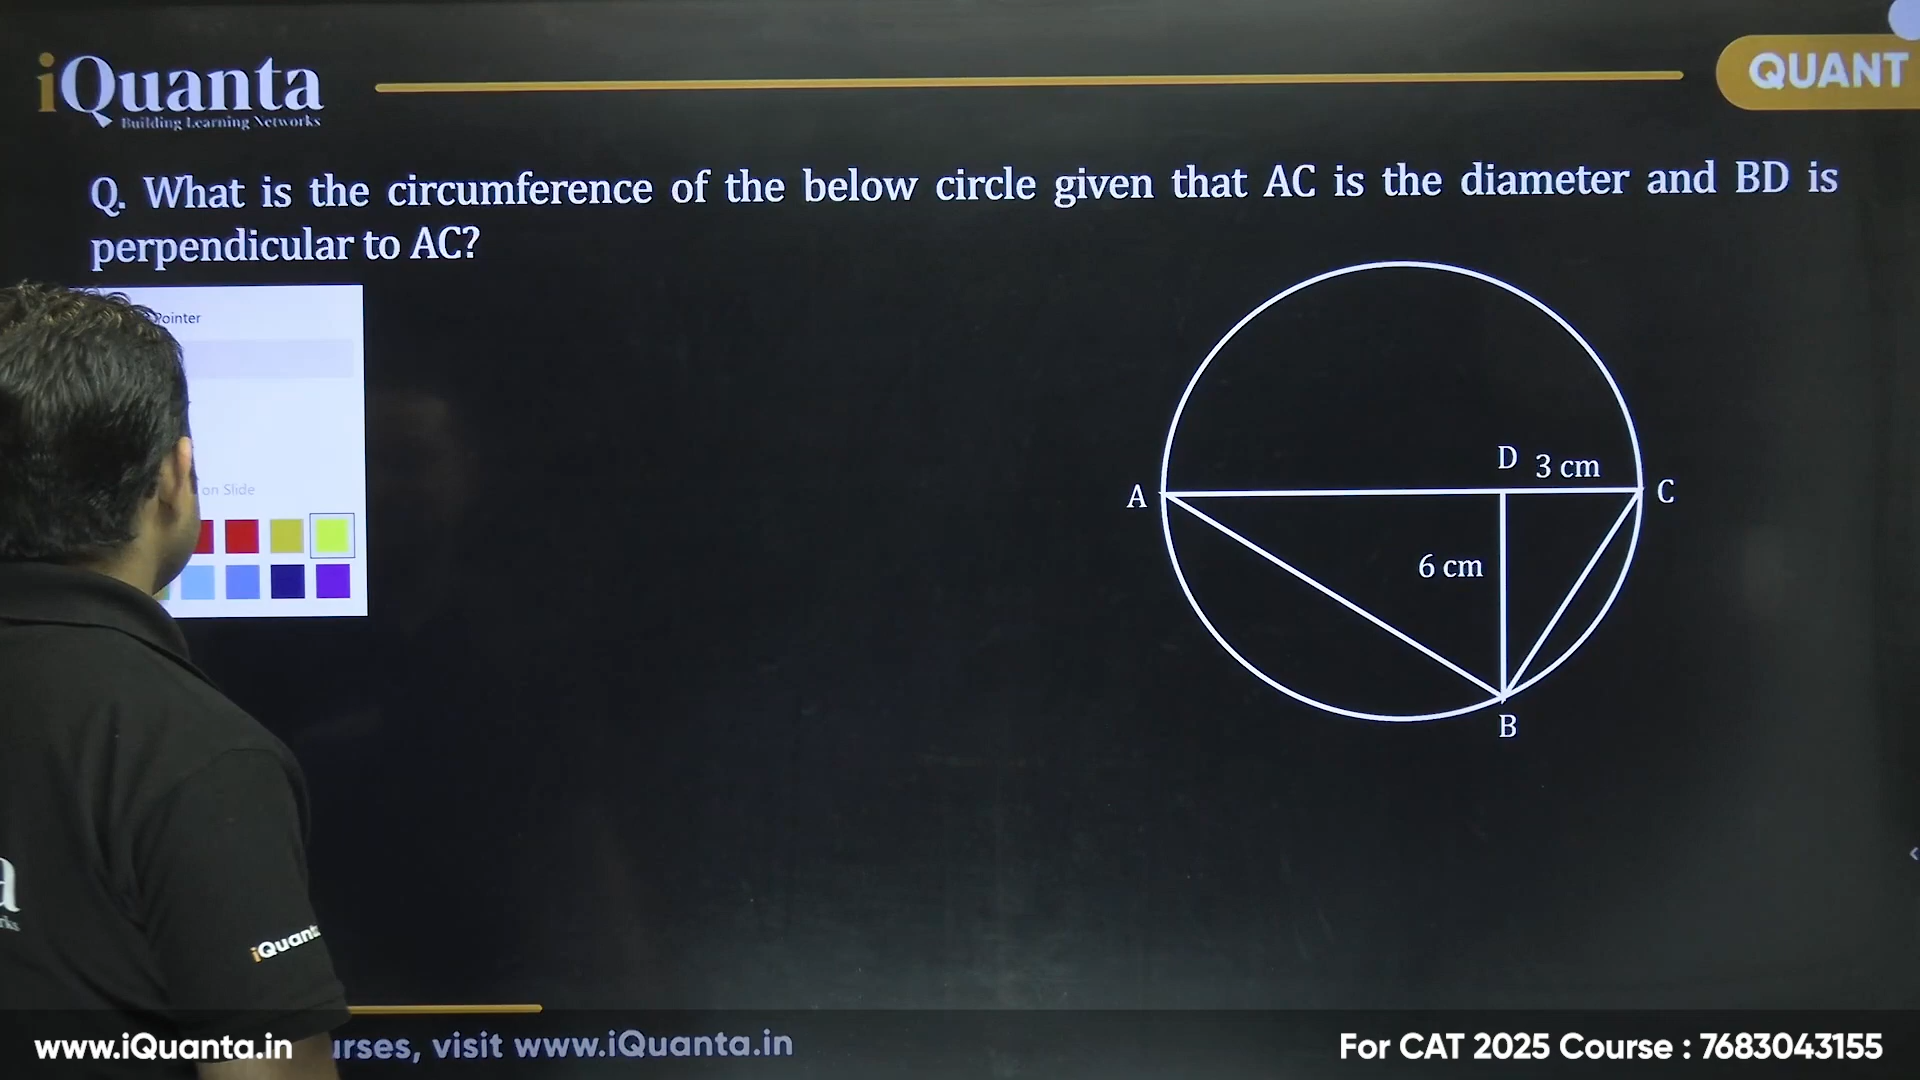 iQuanta
Building Learning Networks
QUANT
Q. What is the circumference of the below circle given that AC is the diameter and BD is
perpendicular to AC?
Pointer
on Slide
D 3 cm
A
C
6 cm
B
iQuanta
www.iQuanta.in
visit www.iQuanta.in
For CAT 2025 Course : 7683043155